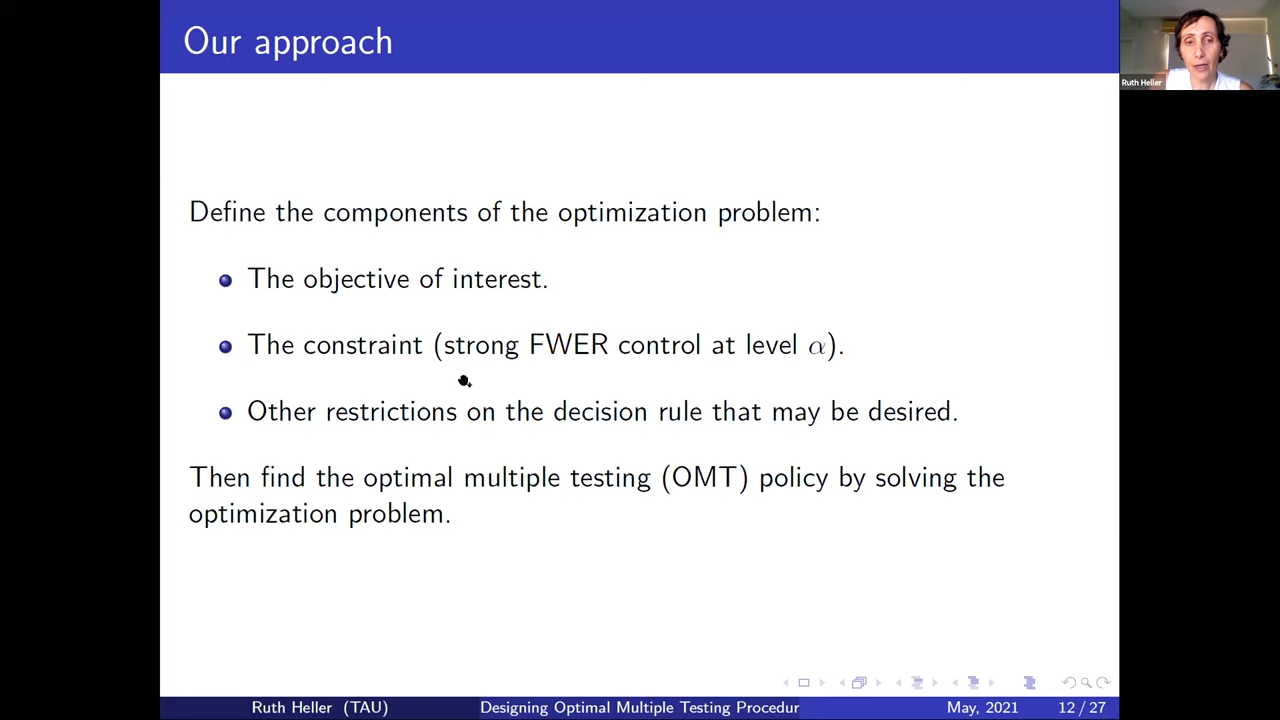 Our approach
Ruth Heller
Define the components of the optimization problem:
The objective of interest.
The constraint (strong FWER control at level α).
Other restrictions on the decision rule that may be desired.
Then find the optimal multiple testing (OMT) policy by solving the
optimization problem.
Ruth Heller (TAU)
Designing Optimal Multiple Testing Procedur
May, 2021
12 / 27